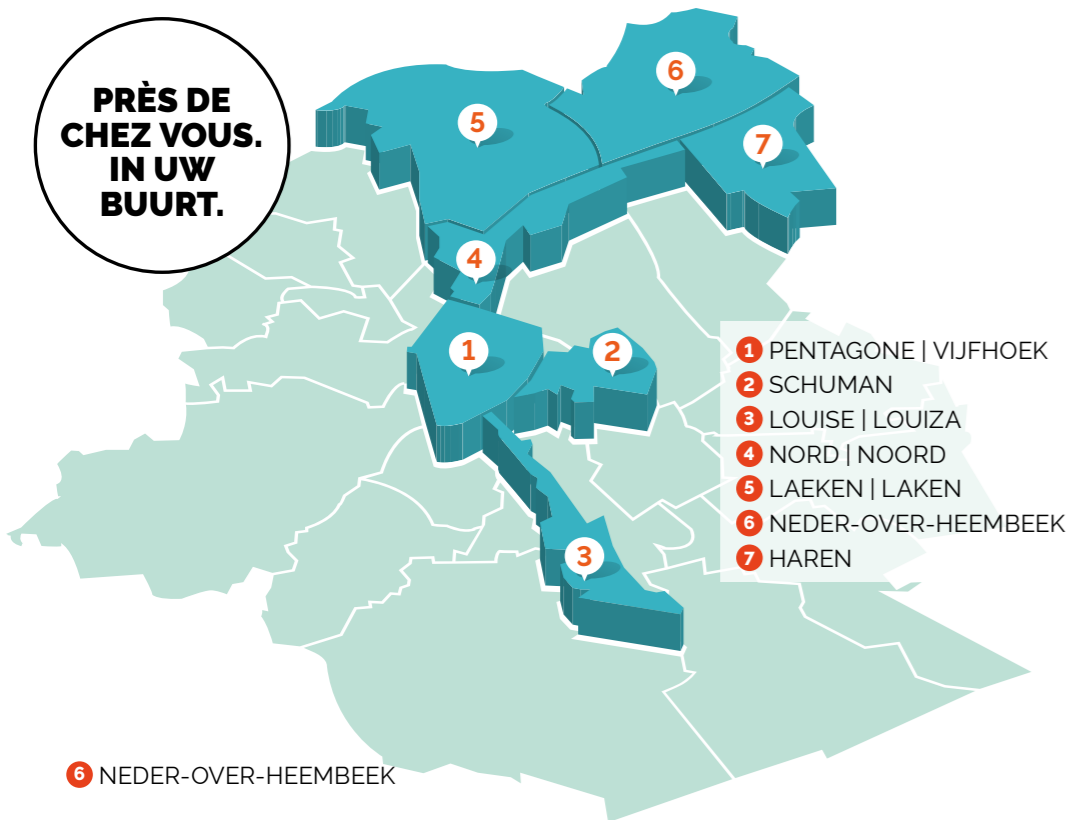 PRÈS DE
CHEZ VOUS.
IN UW
BUURT.
6
5
7
4
1
2
3
1 PENTAGONE | VIJFHOEK
2 SCHUMAN
3 LOUISE | LOUIZA
4 NORD | NOORD
5 LAEKEN | LAKEN
6 NEDER-OVER-HEEMBEEK
7 HAREN
6 NEDER-OVER-HEEMBEEK